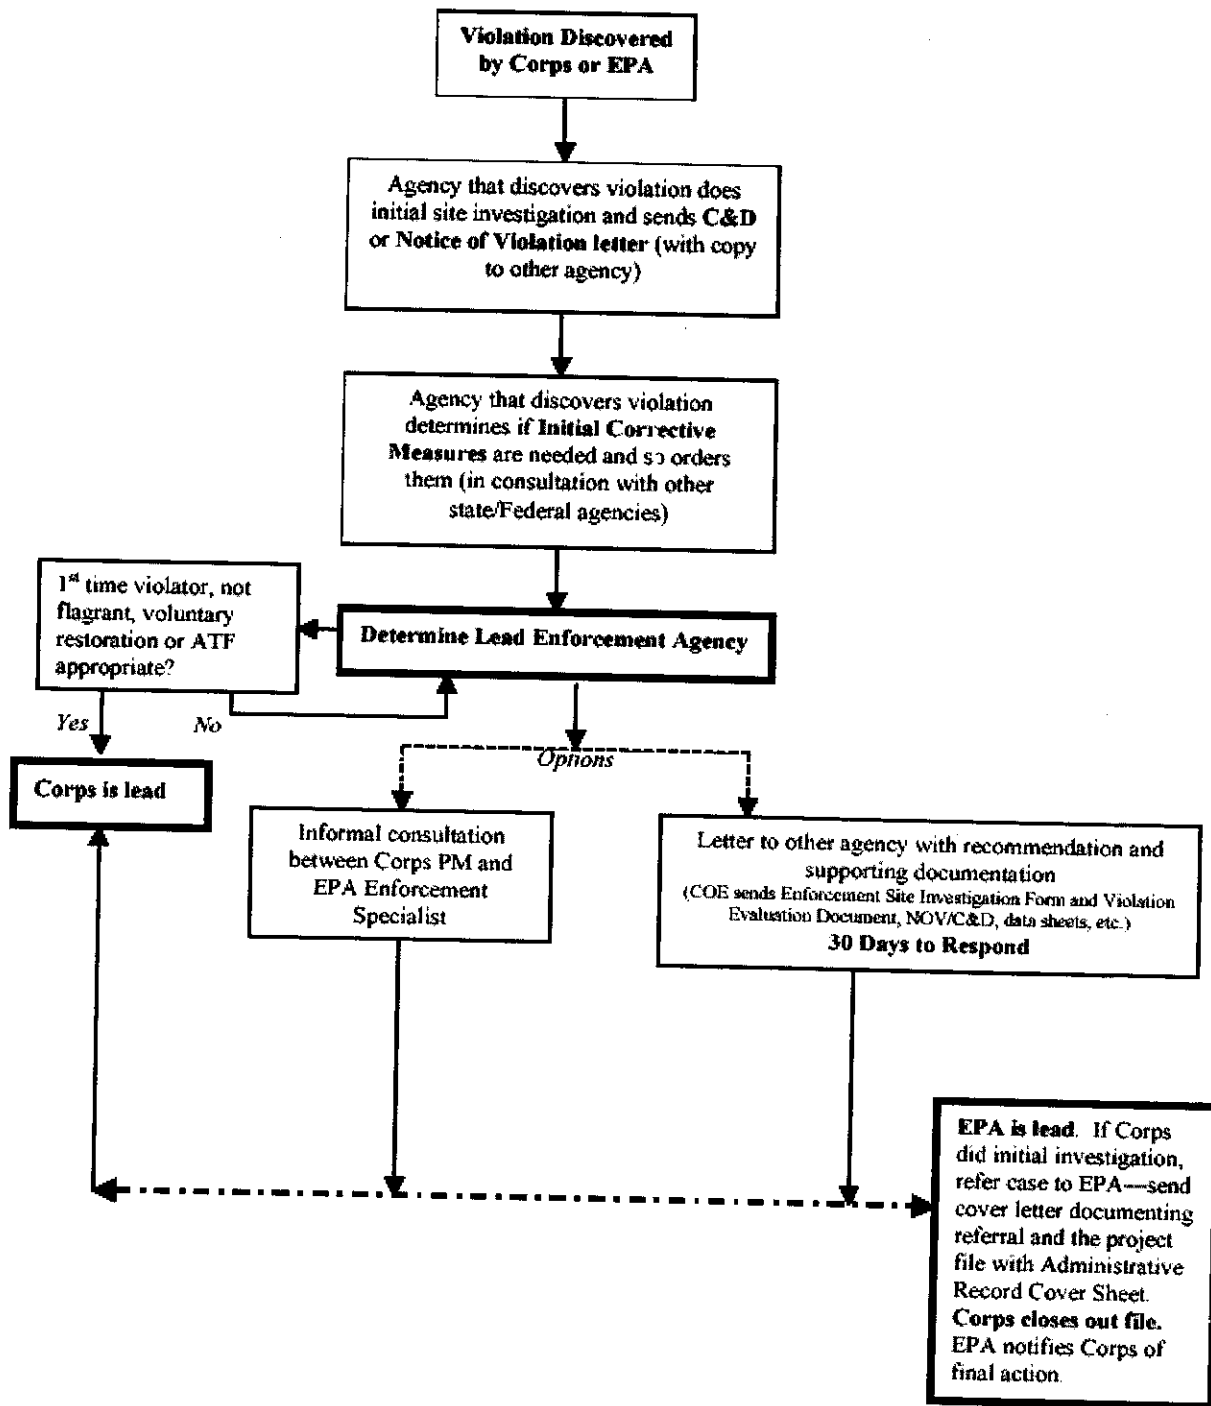 Violation Discovered
by Corps or EPA
Agency that discovers violation does
initial site investigation and sends C&D
or Notice of Violation letter (with copy
to other agency)
Agency that discovers violation
determines if Initial Corrective
Measures are needed and so orders
them (in consultation with other
state/Federal agencies)
1st time violator, not
flagrant, voluntary
restoration or ATF
appropriate?
Determine Lead Enforcement Agency
Yes
No
Options
Corps is lead
Informal consultation
between Corps PM and
EPA Enforcement
Specialist
Letter to other agency with recommendation and
supporting documentation
(COE sends Enforcement Site Investigation Form and Violation
Evaluation Document, NOV/C&D, data sheets, etc.)
30 Days to Respond
EPA is lead. If Corps
did initial investigation,
refer case to EPA—send
cover letter documenting
referral and the project
file with Administrative
Record Cover Sheet.
Corps closes out file.
EPA notifies Corps of
final action.